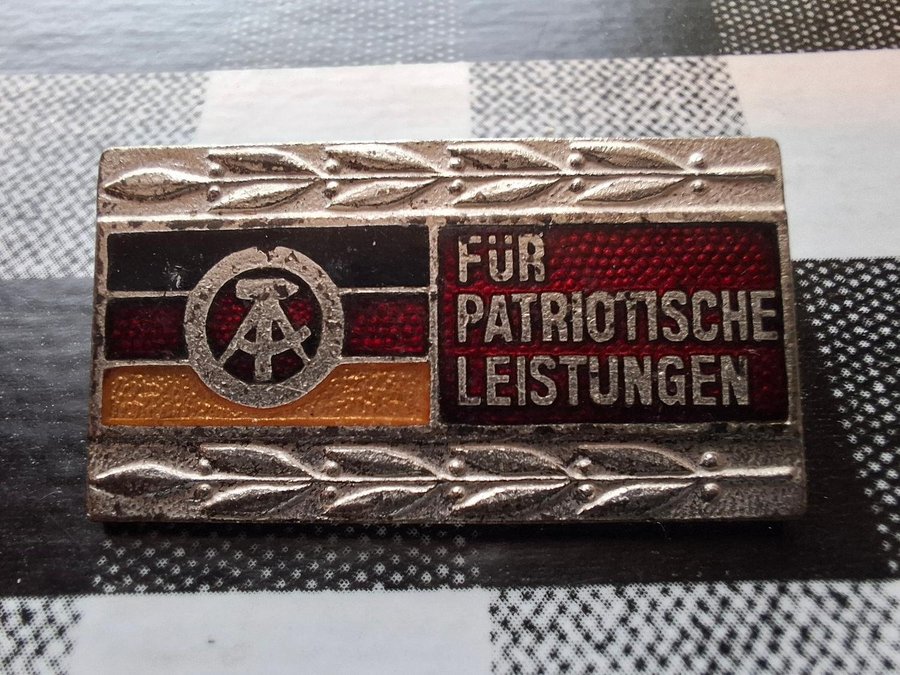 FÜR
PATRIOTISCHE
LEISTUNGEN